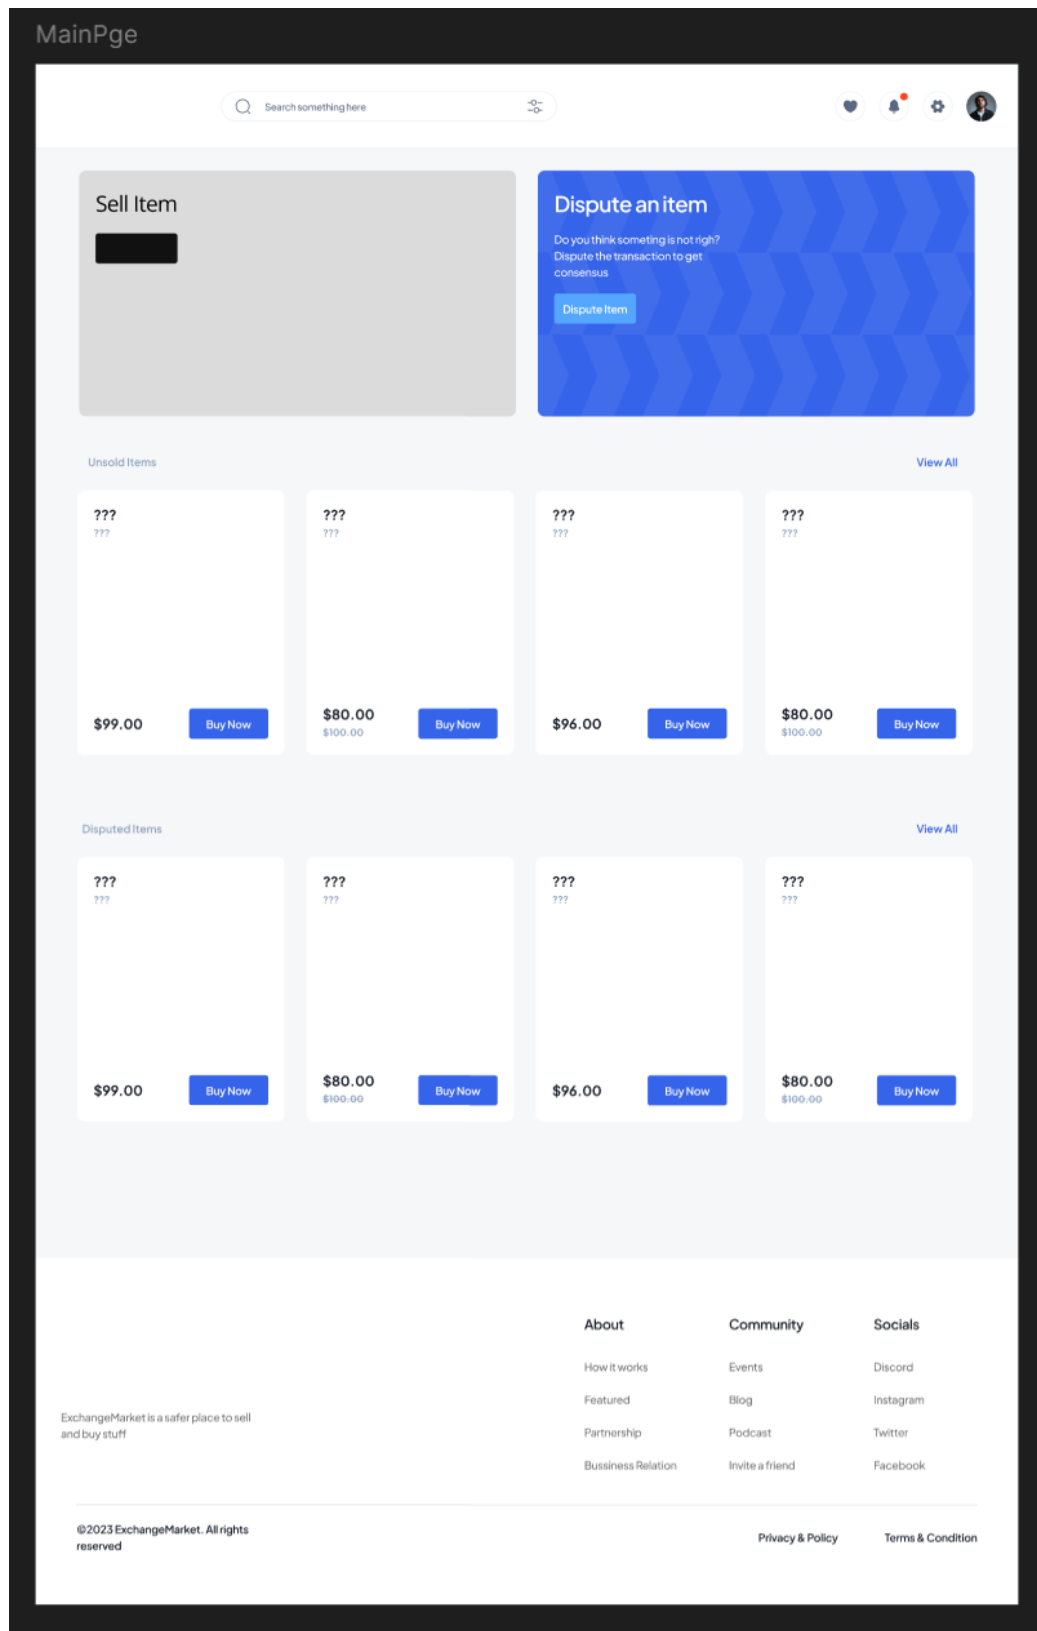 MainPge
Search something here
Sell Item
Dispute an item
Do you think someting is not righ?
Dispute the transaction to get
consensus
Dispute Item
Unsold Items
View All
???
???
???
???
???
???
???
???
$99.00
Buy Now
$80.00
$100.00
Buy Now
$96.00
Buy Now
$80.00
$100.00
Buy Now
Disputed Items
View All
???
???
???
???
???
???
???
???
$99.00
Buy Now
$80.00
$100.00
Buy Now
$96.00
Buy Now
$80.00
$100.00
Buy Now
ExchangeMarket is a safer place to sell
and buy stuff
About
How it works
Featured
Partnership
Bussiness Relation
Community
Events
Blog
Podcast
Invite a friend
Socials
Discord
Instagram
Twitter
Facebook
©2023 ExchangeMarket. All rights
reserved
Privacy & Policy
Terms & Condition